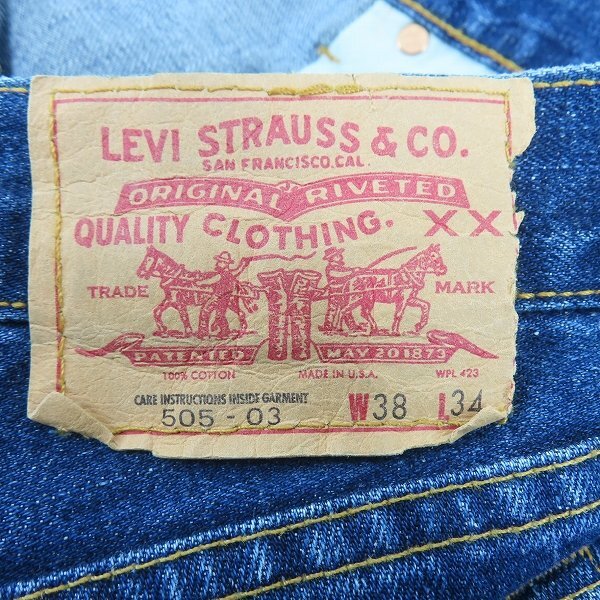 LEVI STRAUSS & CO.
SAN FRANCISCO, CAL.
ORIGINAL RIVETED
QUALITY CLOTHING. XX
TRADE MARK
PATENTED MAY 20 1873
100% COTTON MADE IN U.S.A. WPL 423
CARE INSTRUCTIONS INSIDE GARMENT
505 - 03 W38 L34